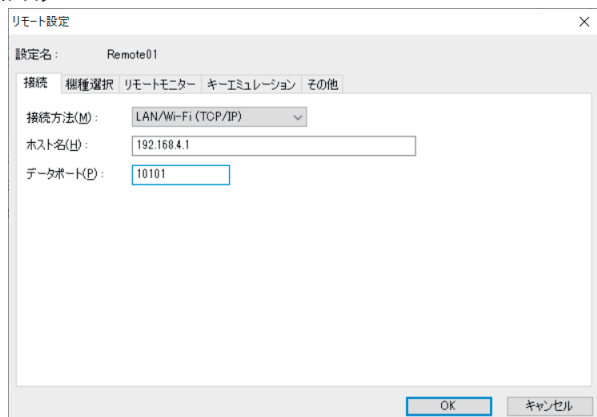 リモート設定
設定名： Remote01
接続 機種選択 リモートモニター キーエミュレーション その他
接続方法(M)： LAN/Wi-Fi (TCP/IP)
ホスト名(H)： 192.168.4.1
データポート(P)： 10101
OK キャンセル